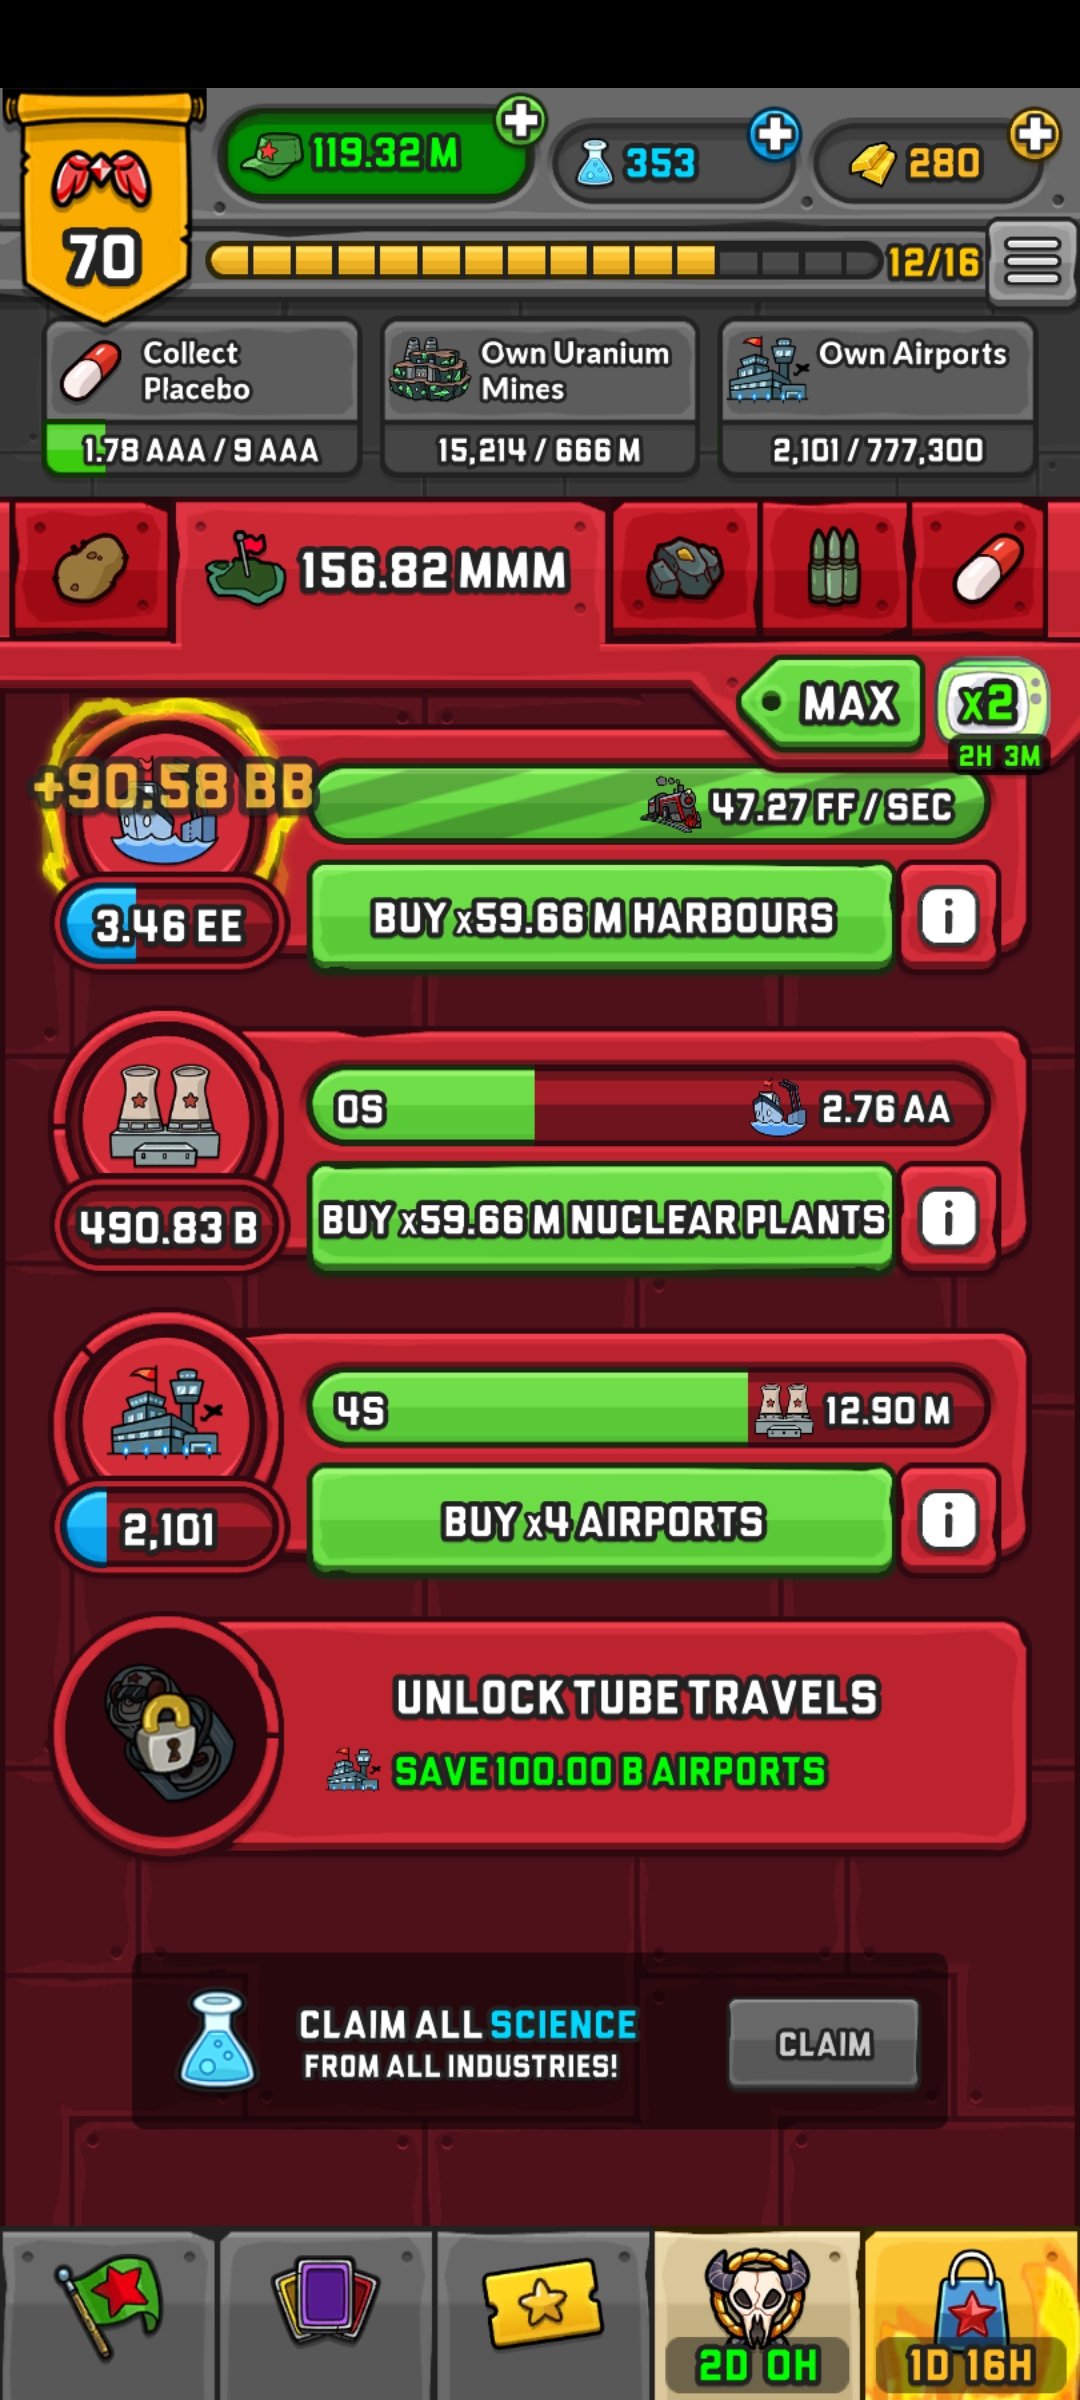 119.32 M
353
280
70
12/16
Collect
Placebo
Own Uranium
Mines
Own Airports
1.78 AAA / 9 AAA
15,214 / 666 M
2,101 / 777,300
156.82 MMM
MAX
x2
2H 3M
+90.58 BB
47.27 FF / SEC
3.46 EE
BUY x59.66 M HARBOURS
i
0S
2.76 AA
490.83 B
BUY x59.66 M NUCLEAR PLANTS
i
4S
12.90 M
2,101
BUY x4 AIRPORTS
i
UNLOCK TUBE TRAVELS
SAVE 100.00 B AIRPORTS
CLAIM ALL SCIENCE
FROM ALL INDUSTRIES!
CLAIM
2D 0H
1D 16H